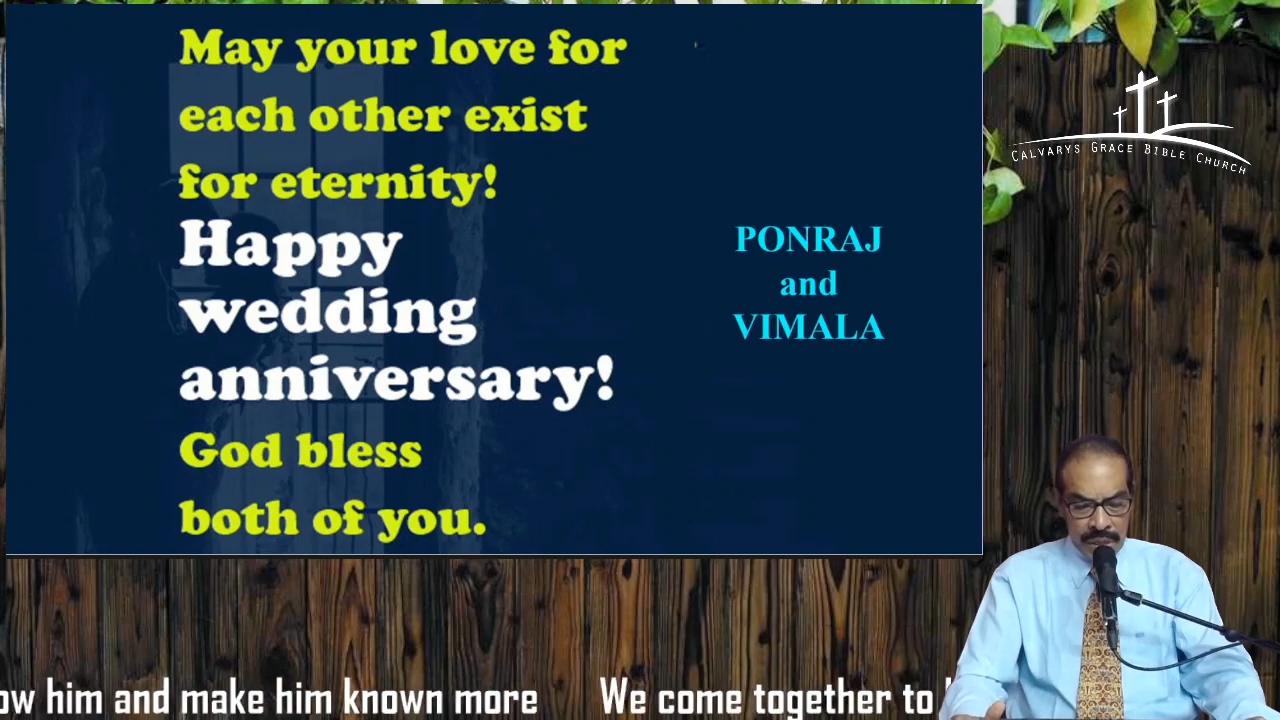 May your love for
each other exist
for eternity!
Happy
wedding
anniversary!
God bless
both of you.
PONRAJ
and
VIMALA
CALVARYS GRACE BIBLE CHURCH
him and make him known more
We come together to